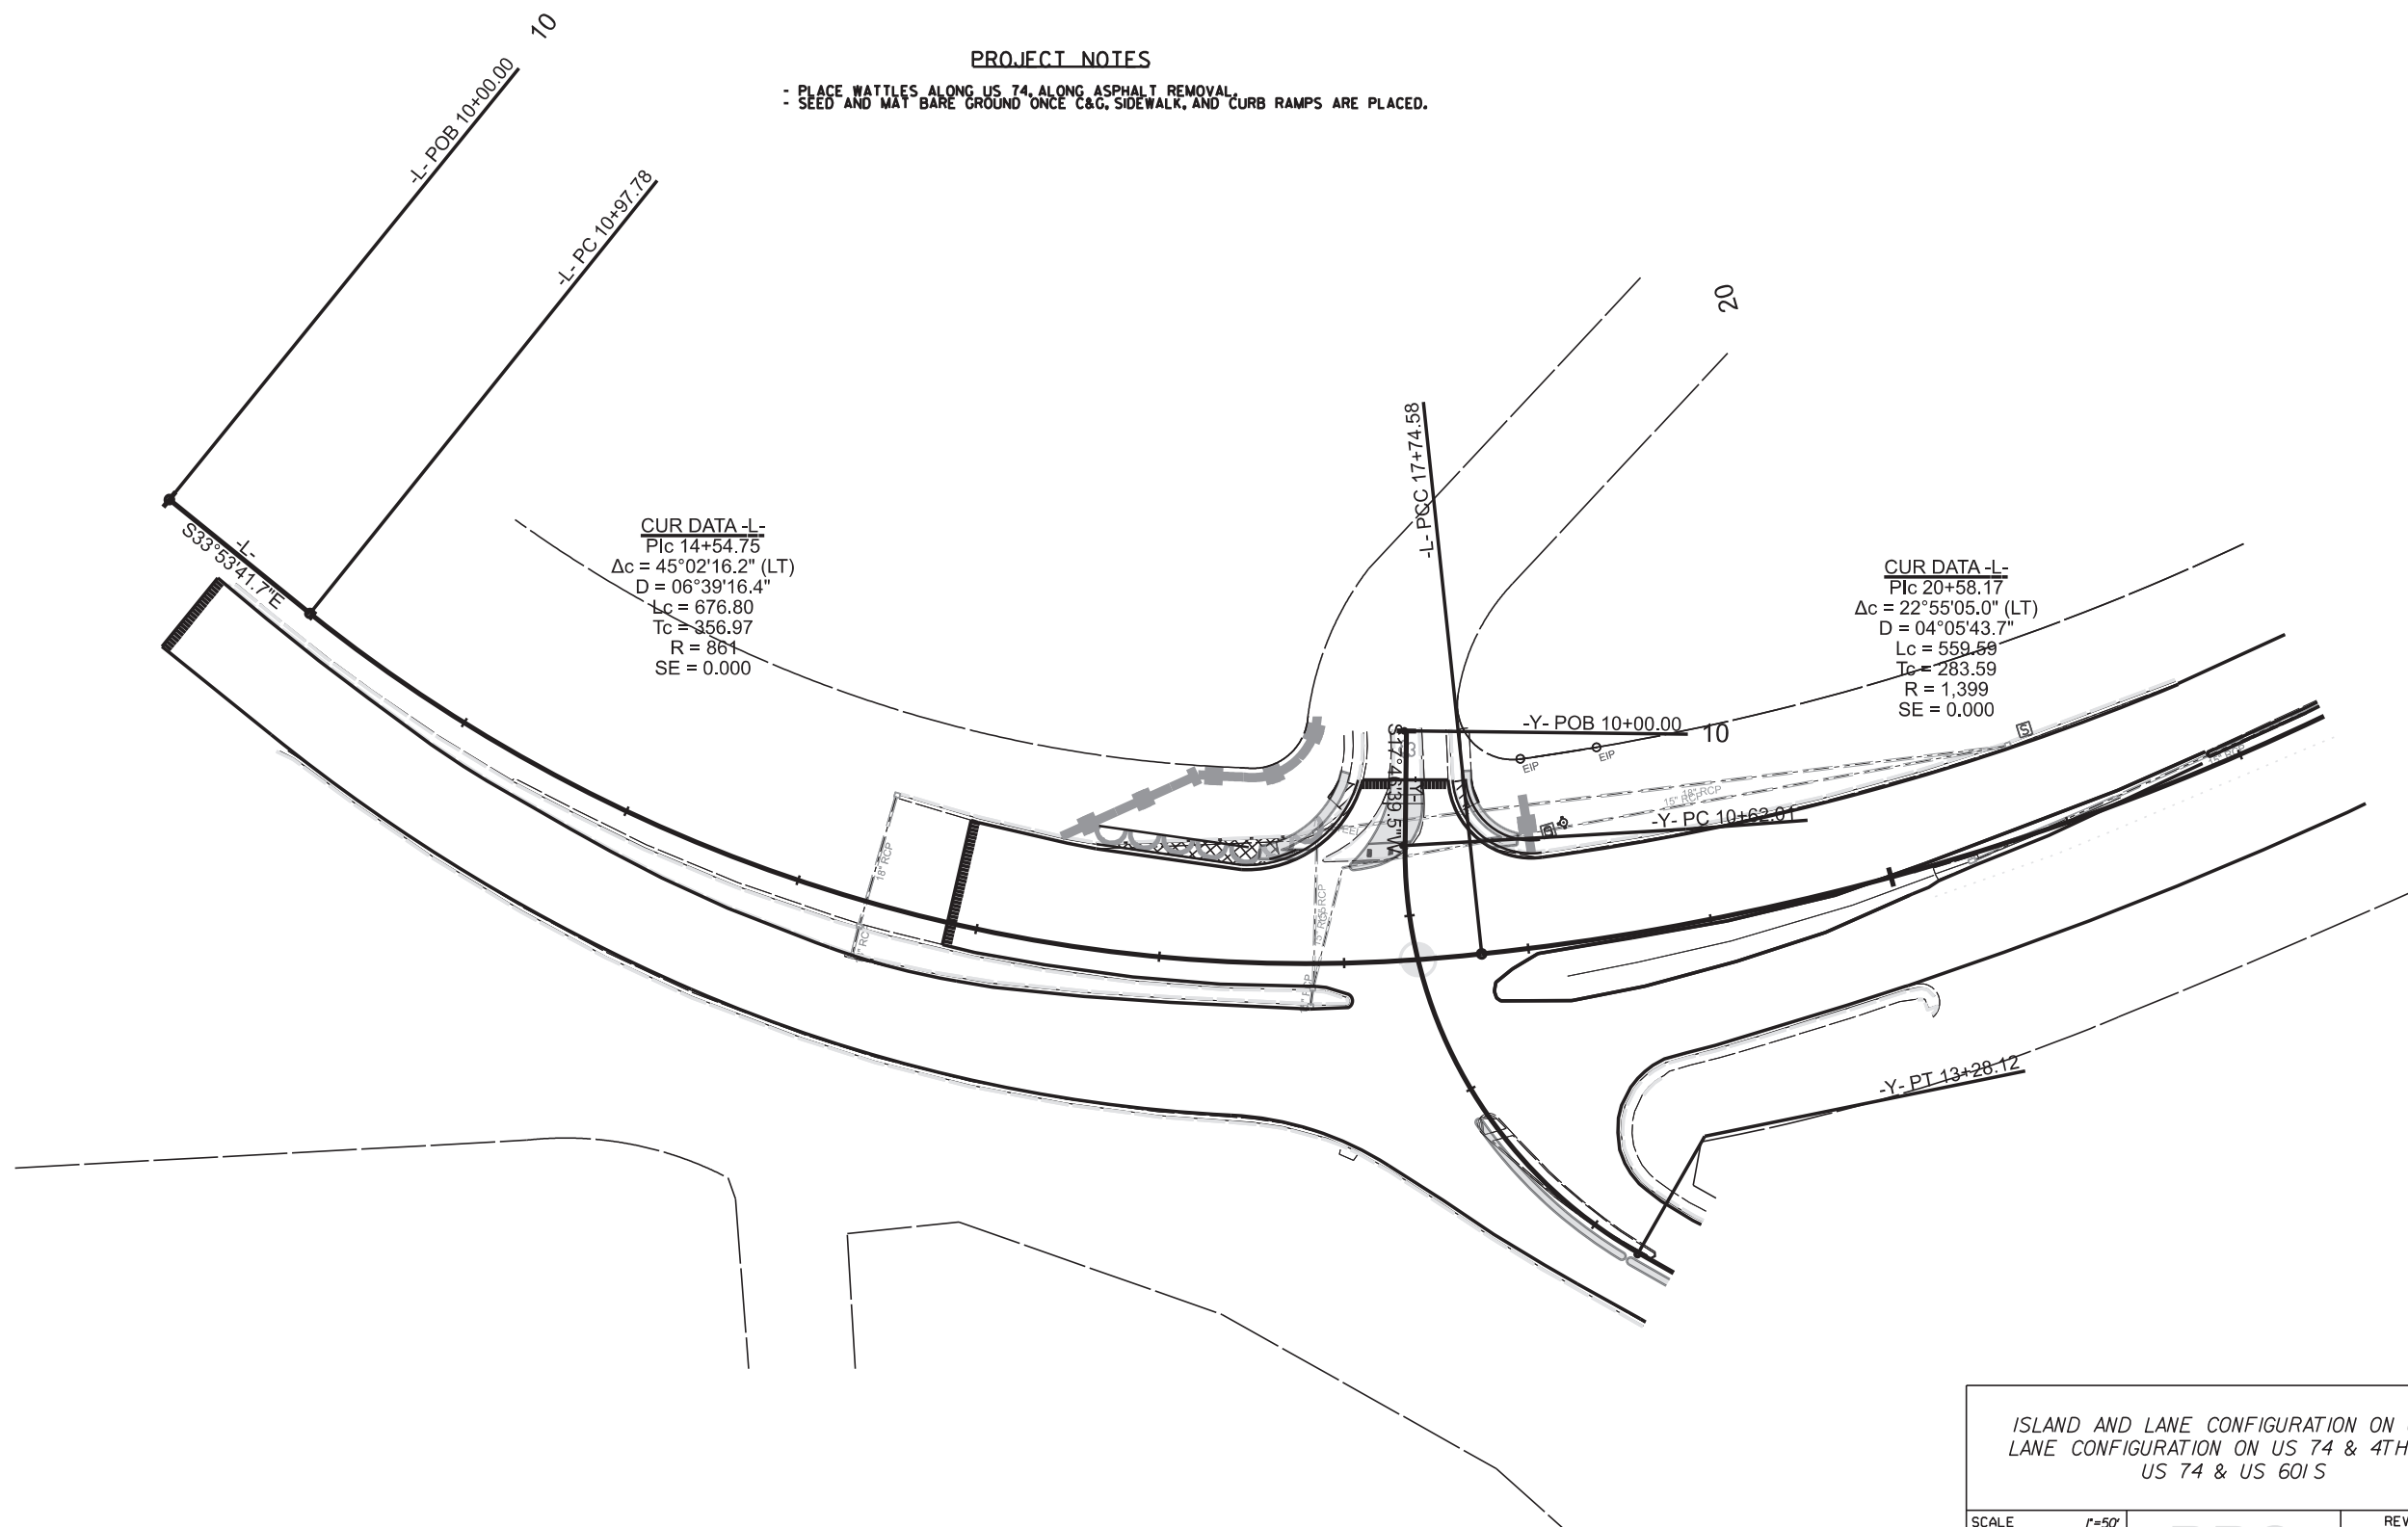 10
PROJECT NOTES
- PLACE WATTLES ALONG US 74, ALONG ASPHALT REMOVAL.
- SEED AND MAT BARE GROUND ONCE C&G, SIDEWALK, AND CURB RAMPS ARE PLACED.
-L- POB 10+00.00
-L- PC 10+97.78
20
-L- PCC 17+74.58
-L-
S33°53'41.7"E
CUR DATA -L-
PIc 14+54.75
Δc = 45°02'16.2" (LT)
D = 06°39'16.4"
Lc = 676.80
Tc = 356.97
R = 861
SE = 0.000
CUR DATA -L-
PIc 20+58.17
Δc = 22°55'05.0" (LT)
D = 04°05'43.7"
Lc = 559.59
Tc = 283.59
R = 1,399
SE = 0.000
-Y- POB 10+00.00
10
S
EIP
EIP
-Y-
18" RCP
15" RCP
-Y- PC 10+62.01
18" RCP
15" RCP
-Y- PT 13+28.12
ISLAND AND LANE CONFIGURATION ON
LANE CONFIGURATION ON US 74 & 4TH
US 74 & US 601 S
SCALE 1"=50'
REV